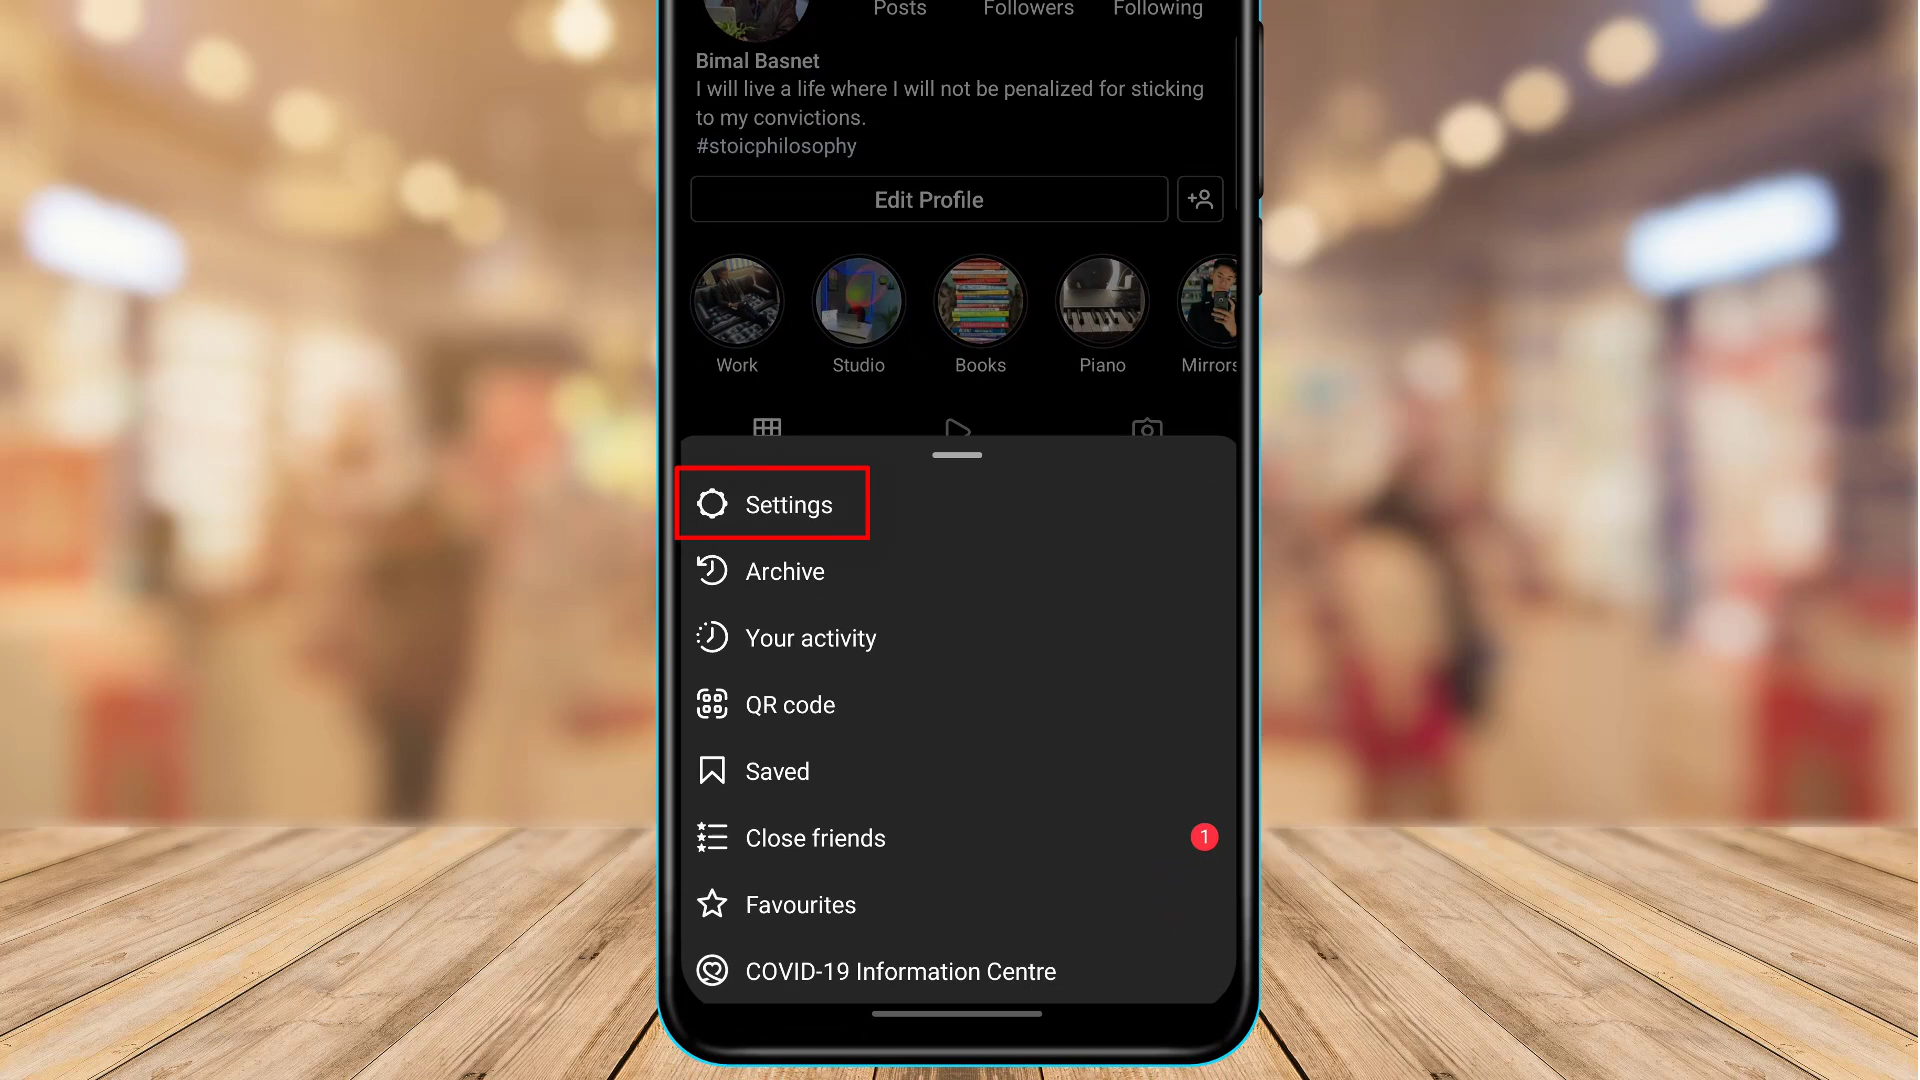 Posts Followers Following
Bimal Basnet
I will live a life where I will not be penalized for sticking
to my convictions.
#stoicphilosophy
Edit Profile
Work Studio Books Piano Mirrors
Settings
Archive
Your activity
QR code
Saved
Close friends 1
Favourites
COVID-19 Information Centre